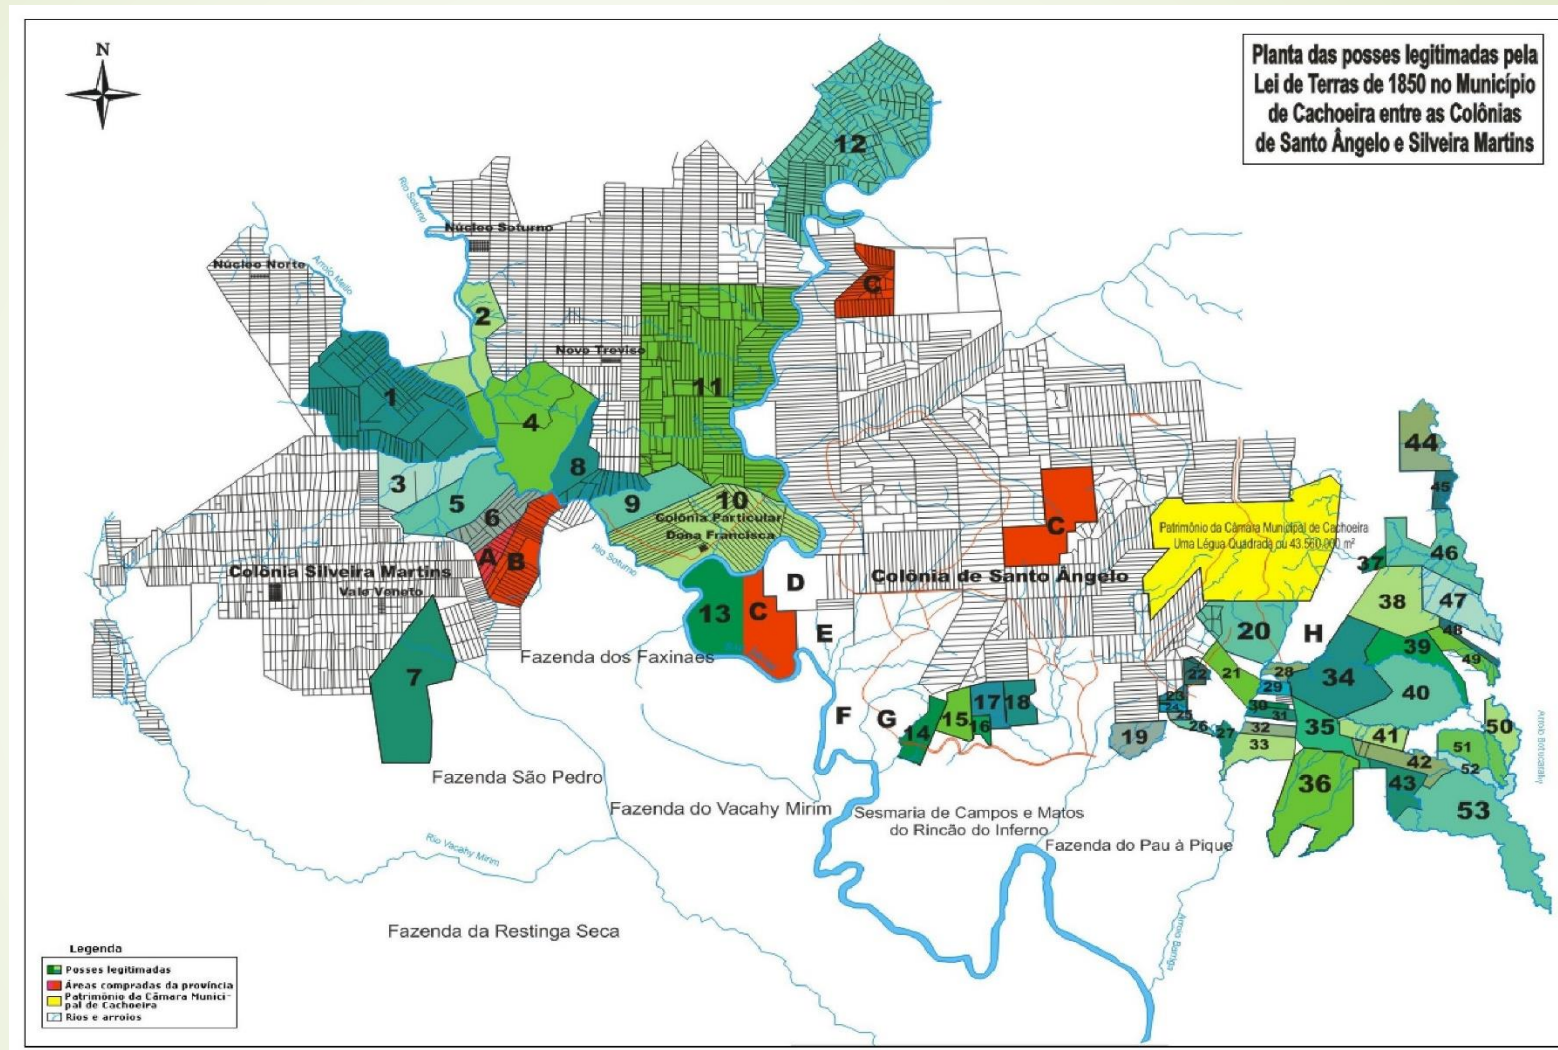 N
Planta das posses legitimadas pela
Lei de Terras de 1850 no Município
de Cachoeira entre as Colônias
de Santo Ângelo e Silveira Martins
12
Rio Soturno
Núcleo Soturno
Núcleo Norte
Arroio Mello
C
2
Novo Treviso
1
11
4
44
8
3
45
5
9
10
6
C
Colônia Particular
Dona Francisca
Patrimônio da Câmara Municipal de Cachoeira
Uma Légua Quadrada ou 43.560.000 m²
Rio Soturno
A
B
46
37
Colônia Silveira Martins
Vale Veneto
D
Colônia de Santo Ângelo
38
47
13
C
E
20
H
48
39
49
Fazenda dos Faxinaes
7
22
21
28
34
40
29
23
24
17
18
30
F
G
15
14
16
25
31
26
27
32
35
50
19
33
41
51
42
52
Arroio Botucarahy
Fazenda São Pedro
36
43
53
Fazenda do Vacahy Mirim
Sesmaria de Campos e Matos
do Rincão do Inferno
Fazenda do Pau à Pique
Rio Vacahy Mirim
Fazenda da Restinga Seca
Arroio Barriga
Legenda
Posses legitimadas
Áreas compradas da província
Patrimônio da Câmara Munici-
pal de Cachoeira
Rios e arroios